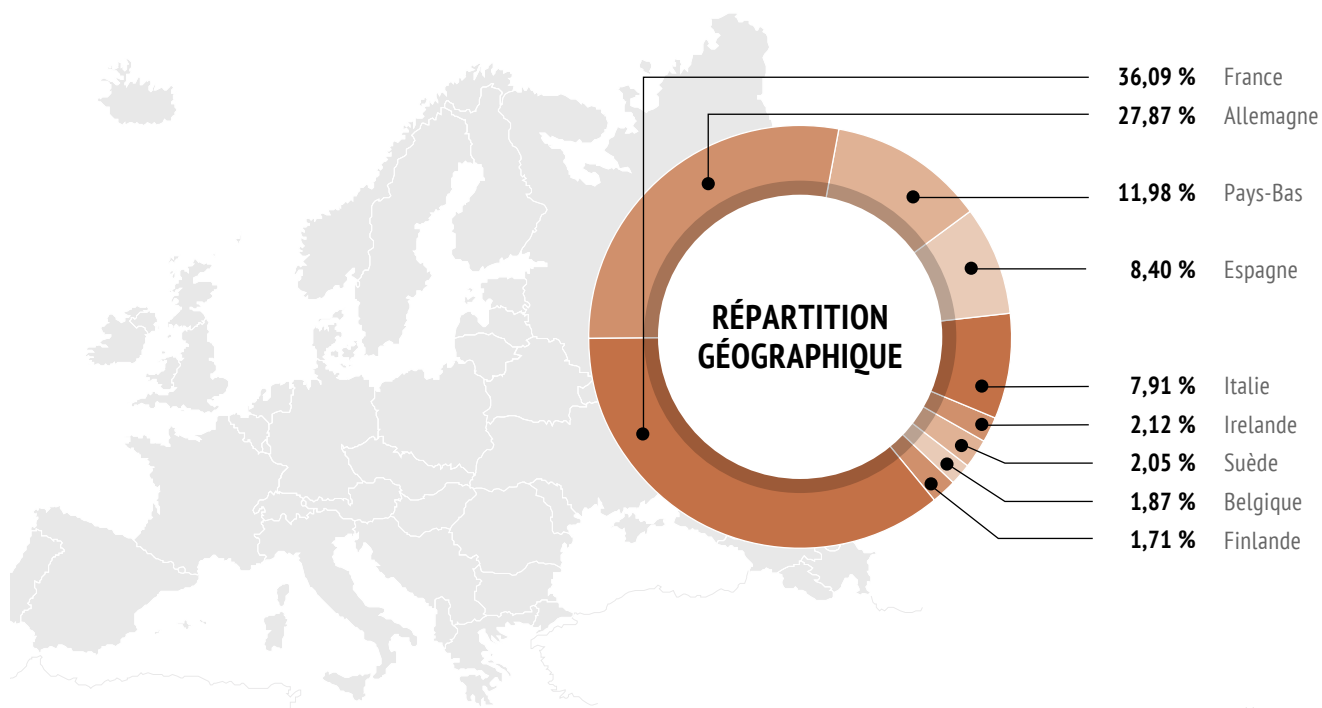 RÉPARTITION
GÉOGRAPHIQUE
36,09 % France
27,87 % Allemagne
11,98 % Pays-Bas
8,40 % Espagne
7,91 % Italie
2,12 % Irelande
2,05 % Suède
1,87 % Belgique
1,71 % Finlande